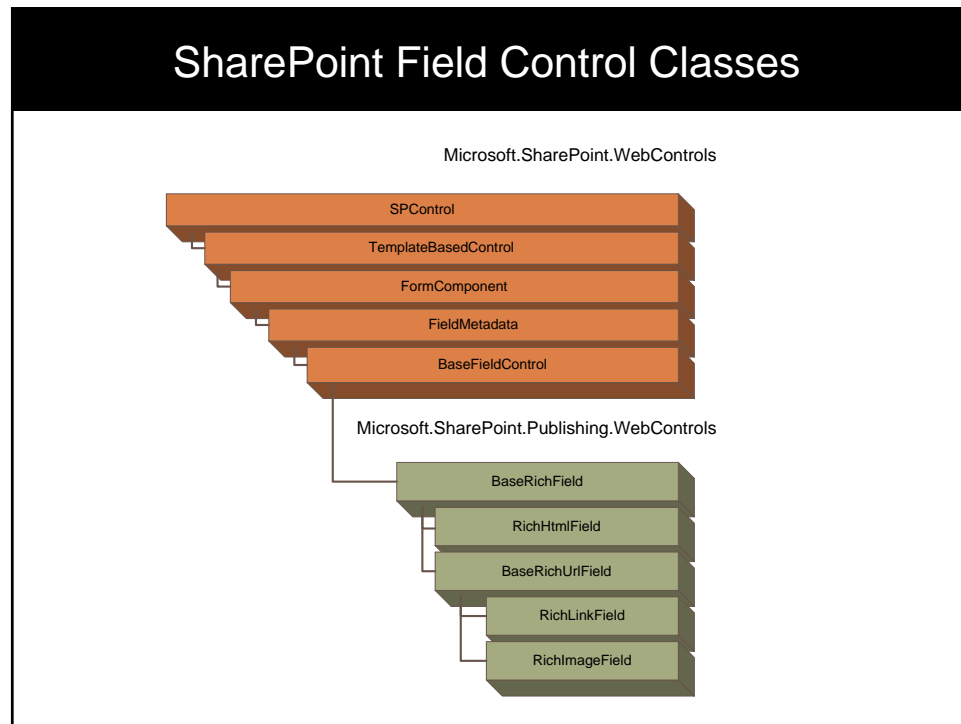 SharePoint Field Control Classes
Microsoft.SharePoint.WebControls
SPControl
TemplateBasedControl
FormComponent
FieldMetadata
BaseFieldControl
Microsoft.SharePoint.Publishing.WebControls
BaseRichField
RichHtmlField
BaseRichUrlField
RichLinkField
RichImageField